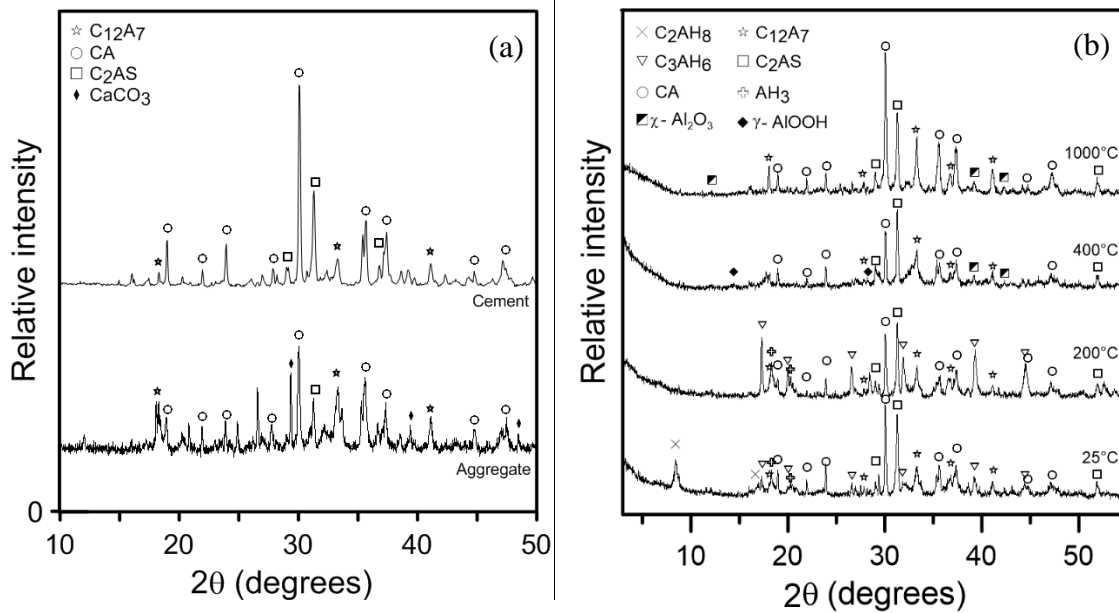 (a)
C₁₂A₇
CA
C₂AS
CaCO₃
Cement
Aggregate
Relative intensity
0
10 20 30 40 50
2θ (degrees)
(b)
C₂AH₈ C₁₂A₇
C₃AH₆ C₂AS
CA AH₃
χ- Al₂O₃ γ- AlOOH
1000°C
400°C
200°C
25°C
Relative intensity
10 20 30 40 50
2θ (degrees)